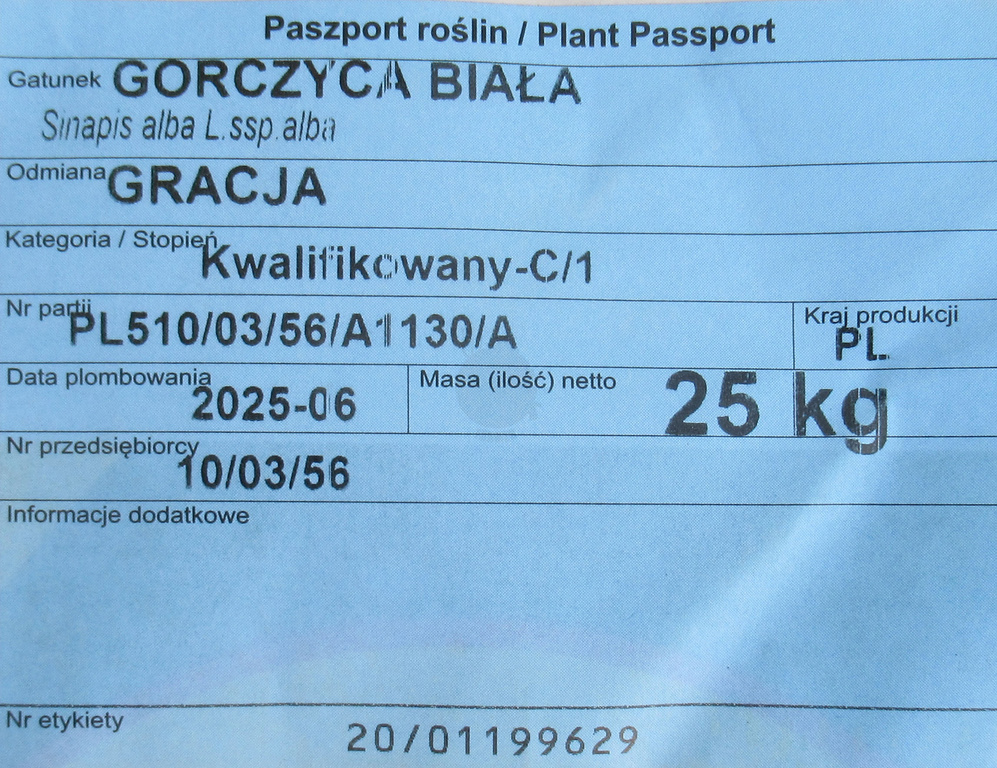 Paszport roślin / Plant Passport
Gatunek GORCZYCA BIAŁA
Sinapis alba L.ssp.alba
Odmiana GRACJA
Kategoria / Stopień Kwalifikowany-C/1
Nr partii PL510/03/56/A1130/A Kraj produkcji PL
Data plombowania 2025-06 Masa (ilość) netto 25 kg
Nr przedsiębiorcy 10/03/56
Informacje dodatkowe
Nr etykiety 20/01199629